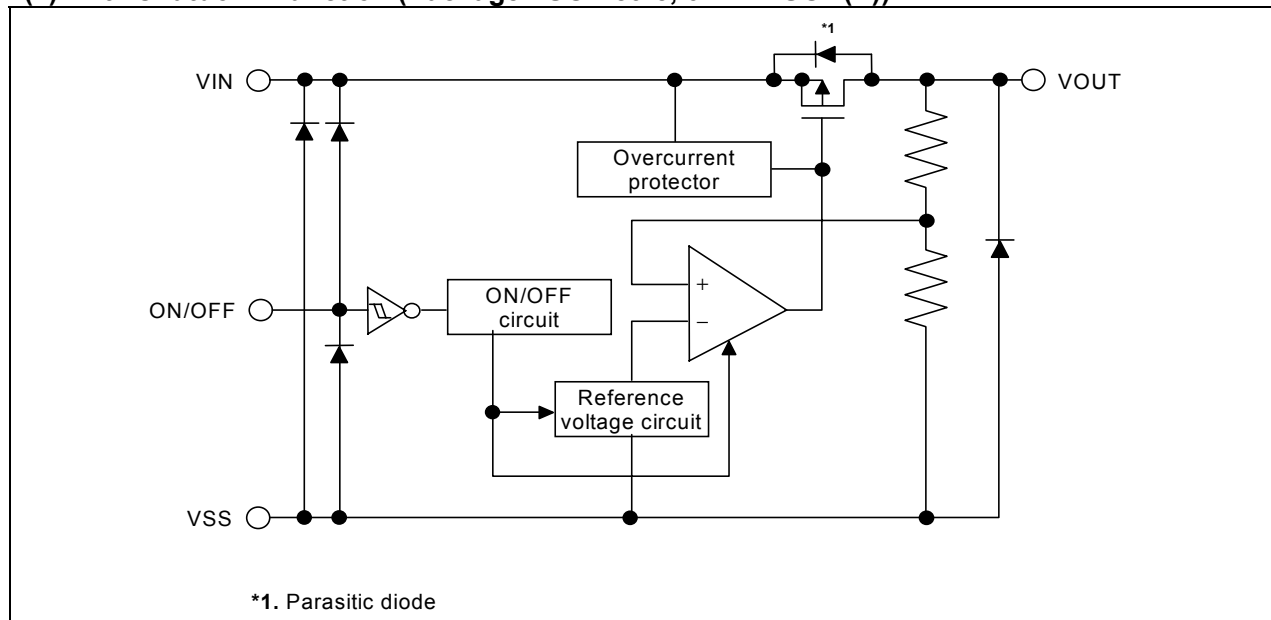 *1
VIN
VOUT
Overcurrent
protector
+
−
ON/OFF
ON/OFF
circuit
Reference
voltage circuit
VSS
*1. Parasitic diode